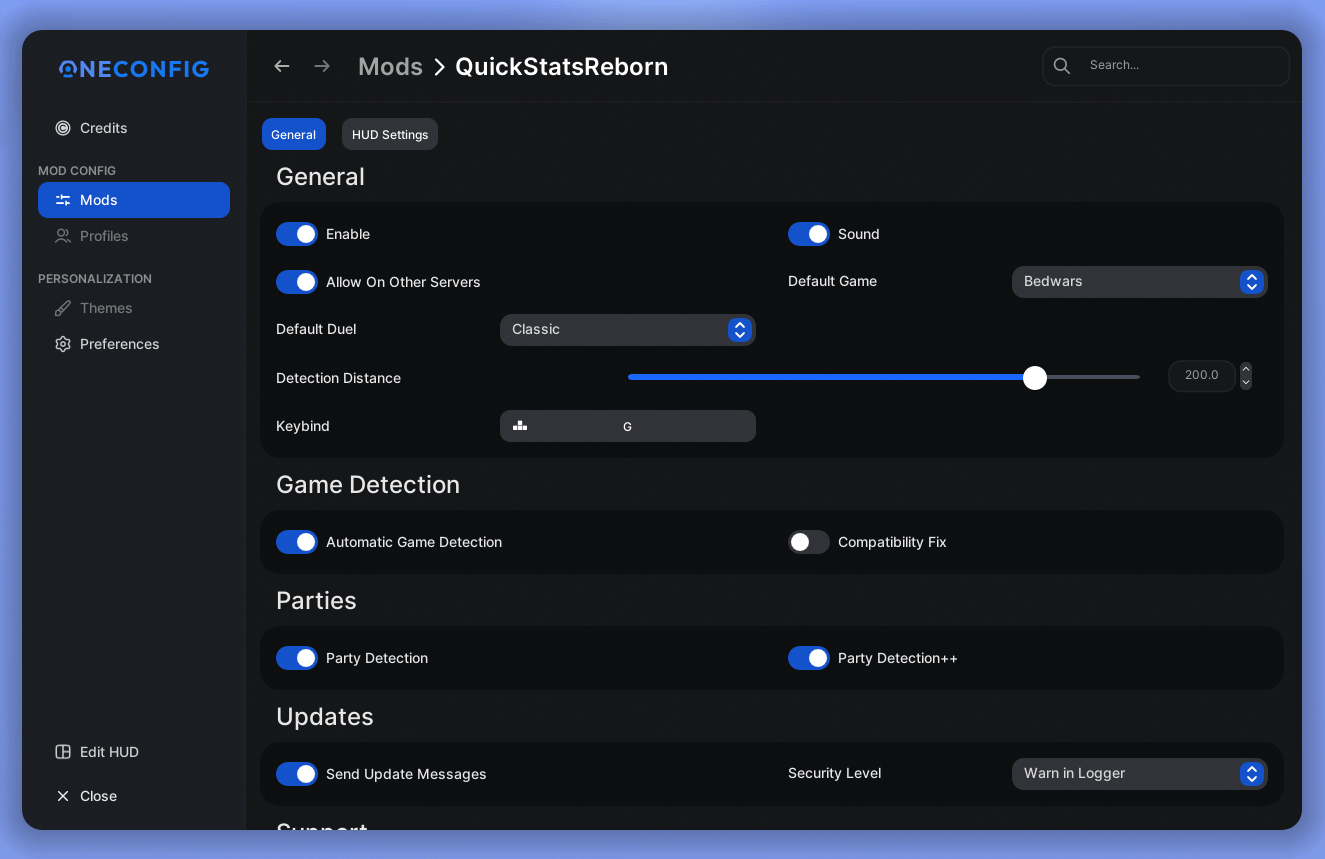 ONECONFIG
Credits
MOD CONFIG
Mods
Profiles
PERSONALIZATION
Themes
Preferences
Edit HUD
Close
Mods > QuickStatsReborn
Search...
General
HUD Settings
General
Enable
Sound
Allow On Other Servers
Default Game
Bedwars
Default Duel
Classic
Detection Distance
200.0
Keybind
G
Game Detection
Automatic Game Detection
Compatibility Fix
Parties
Party Detection
Party Detection++
Updates
Send Update Messages
Security Level
Warn in Logger
Support